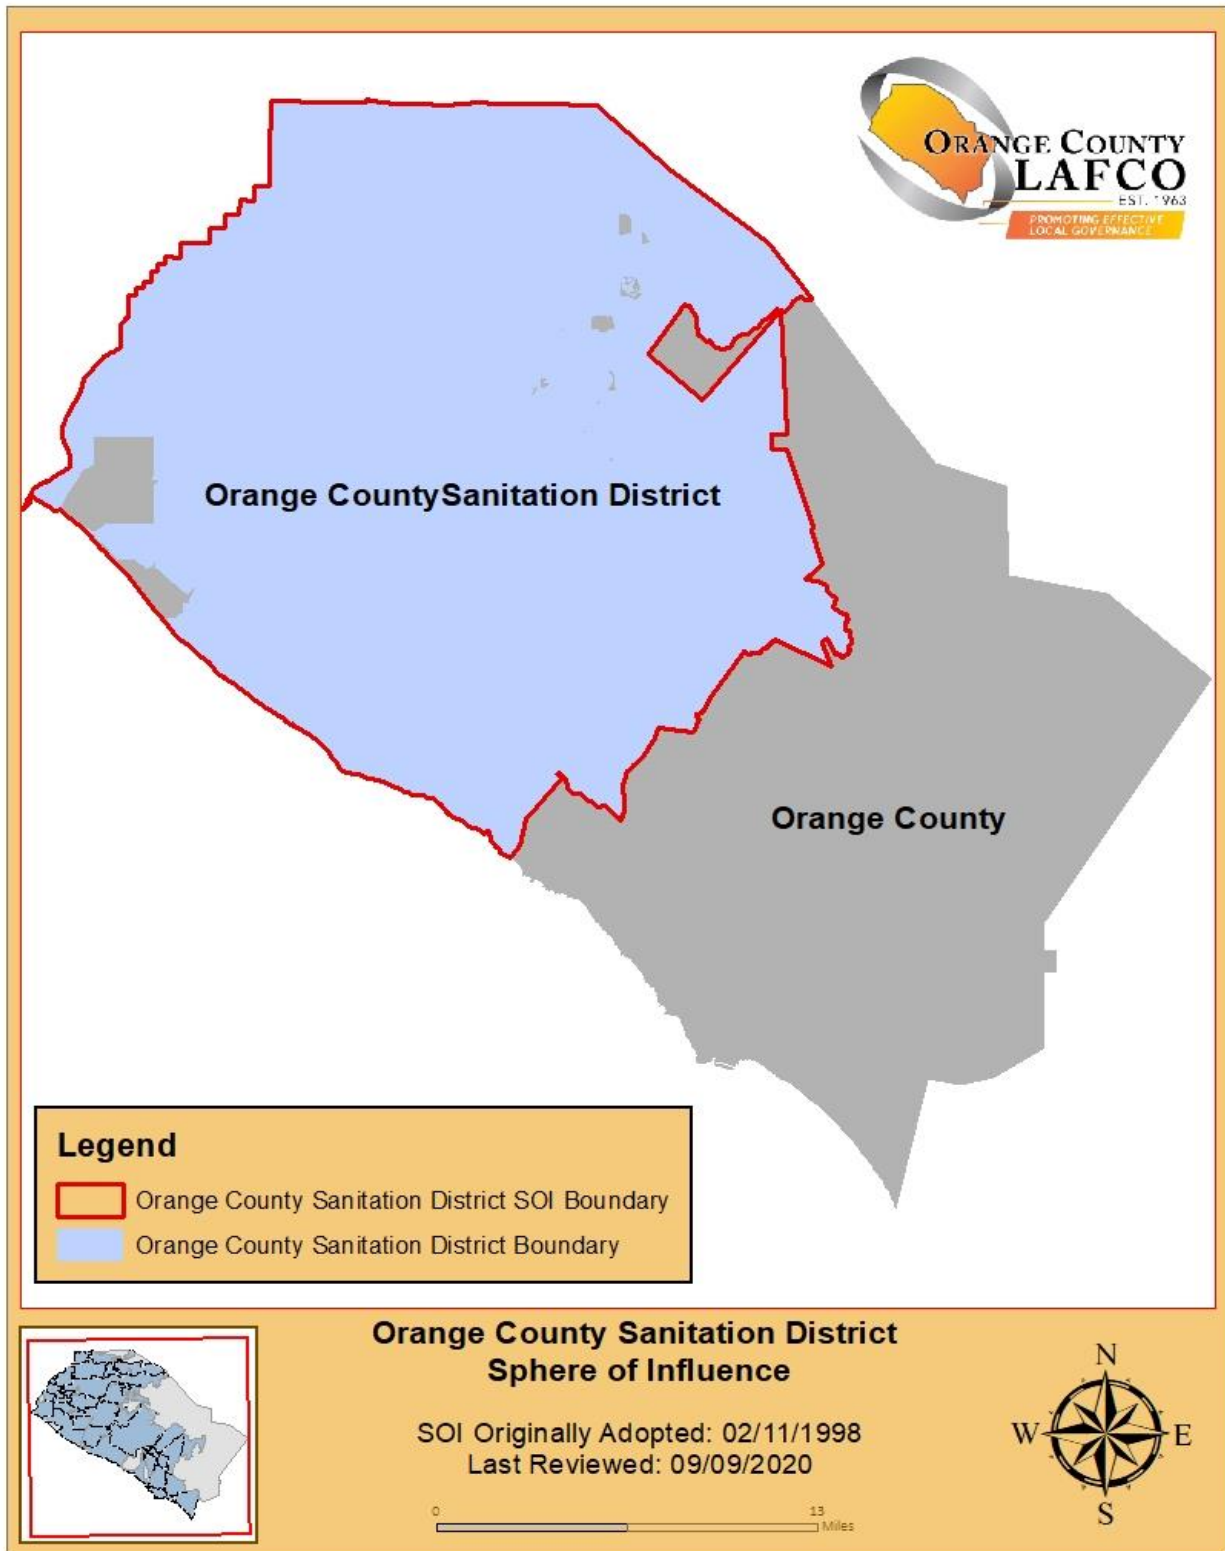 ORANGE COUNTY
LAFCO
EST. 1963
PROMOTING EFFECTIVE
LOCAL GOVERNANCE
Orange CountySanitation District
Orange County
Legend
Orange County Sanitation District SOI Boundary
Orange County Sanitation District Boundary
Orange County Sanitation District
Sphere of Influence
SOI Originally Adopted: 02/11/1998
Last Reviewed: 09/09/2020
0 13
Miles
N
W E
S